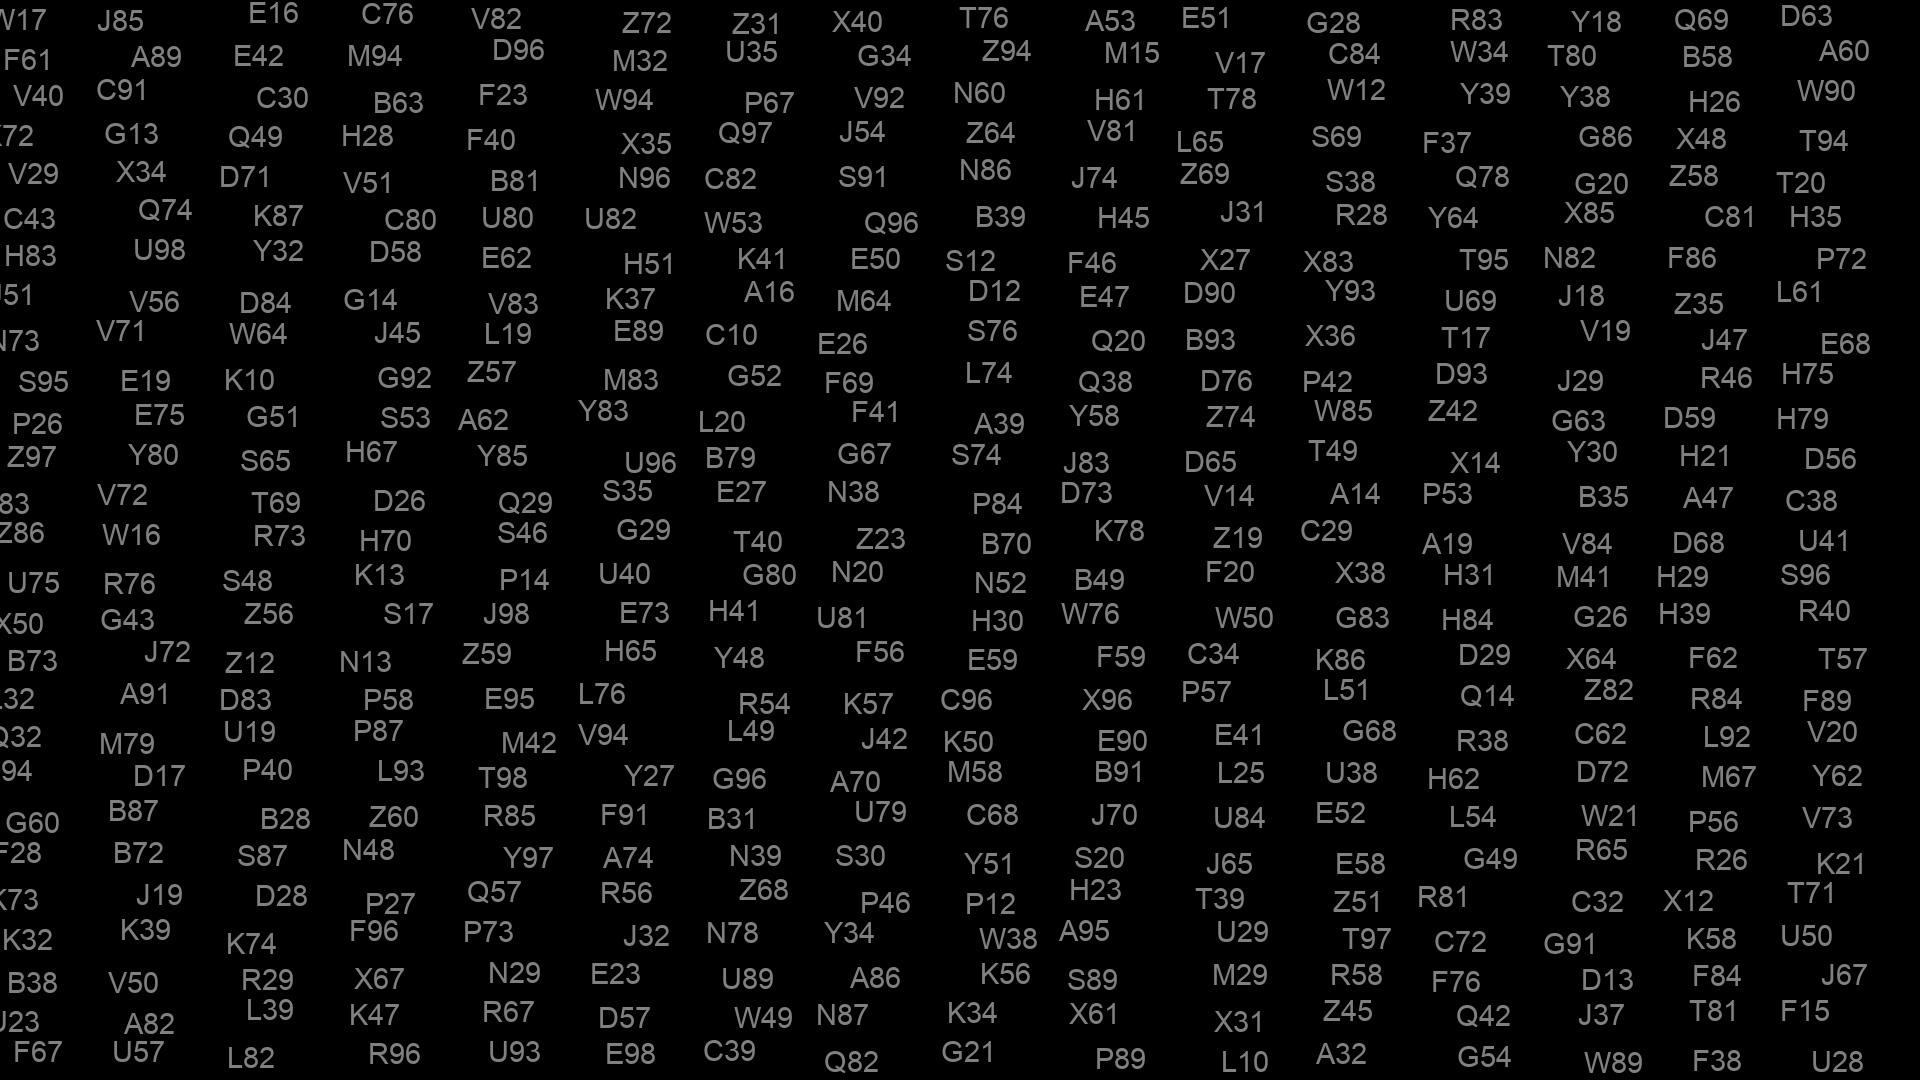 W17 J85 E16 C76 V82 Z72 Z31 X40 T76 A53 E51 G28 R83 Y18 Q69 D63
F61 A89 E42 M94 D96 M32 U35 G34 Z94 M15 V17 C84 W34 T80 B58 A60
V40 C91 C30 B63 F23 W94 P67 V92 N60 H61 T78 W12 Y39 Y38 H26 W90
72 G13 Q49 H28 F40 X35 Q97 J54 Z64 V81 L65 S69 F37 G86 X48 T94
V29 X34 D71 V51 B81 N96 C82 S91 N86 J74 Z69 S38 Q78 G20 Z58 T20
C43 Q74 K87 C80 U80 U82 W53 Q96 B39 H45 J31 R28 Y64 X85 C81 H35
H83 U98 Y32 D58 E62 H51 K41 E50 S12 F46 X27 X83 T95 N82 F86 P72
51 V56 D84 G14 V83 K37 A16 M64 D12 E47 D90 Y93 U69 J18 Z35 L61
N73 V71 W64 J45 L19 E89 C10 E26 S76 Q20 B93 X36 T17 V19 J47 E68
S95 E19 K10 G92 Z57 M83 G52 F69 L74 Q38 D76 P42 D93 J29 R46 H75
P26 E75 G51 S53 A62 Y83 L20 F41 A39 Y58 Z74 W85 Z42 G63 D59 H79
Z97 Y80 S65 H67 Y85 U96 B79 G67 S74 J83 D65 T49 X14 Y30 H21 D56
83 V72 T69 D26 Q29 S35 E27 N38 P84 D73 V14 A14 P53 B35 A47 C38
Z86 W16 R73 H70 S46 G29 T40 Z23 B70 K78 Z19 C29 A19 V84 D68 U41
U75 R76 S48 K13 P14 U40 G80 N20 N52 B49 F20 X38 H31 M41 H29 S96
X50 G43 Z56 S17 J98 E73 H41 U81 H30 W76 W50 G83 H84 G26 H39 R40
B73 J72 Z12 N13 Z59 H65 Y48 F56 E59 F59 C34 K86 D29 X64 F62 T57
32 A91 D83 P58 E95 L76 R54 K57 C96 X96 P57 L51 Q14 Z82 R84 F89
Q32 M79 U19 P87 M42 V94 L49 J42 K50 E90 E41 G68 R38 C62 L92 V20
94 D17 P40 L93 T98 Y27 G96 A70 M58 B91 L25 U38 H62 D72 M67 Y62
G60 B87 B28 Z60 R85 F91 B31 U79 C68 J70 U84 E52 L54 W21 P56 V73
F28 B72 S87 N48 Y97 A74 N39 S30 Y51 S20 J65 E58 G49 R65 R26 K21
K73 J19 D28 P27 Q57 R56 Z68 P46 P12 H23 T39 Z51 R81 C32 X12 T71
K32 K39 K74 F96 P73 J32 N78 Y34 W38 A95 U29 T97 C72 G91 K58 U50
B38 V50 R29 X67 N29 E23 U89 A86 K56 S89 M29 R58 F76 D13 F84 J67
23 A82 L39 K47 R67 D57 W49 N87 K34 X61 X31 Z45 Q42 J37 T81 F15
F67 U57 L82 R96 U93 E98 C39 Q82 G21 P89 L10 A32 G54 W89 F38 U28